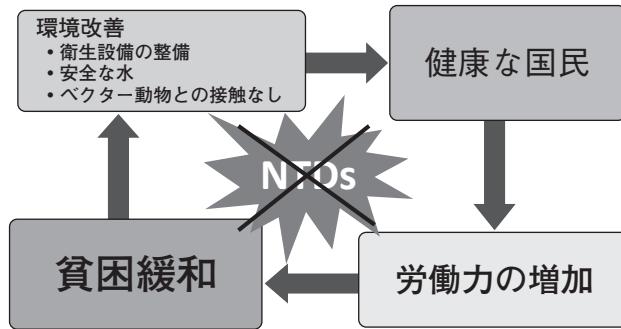 環境改善
・衛生設備の整備
・安全な水
・ベクター動物との接触なし
健康な国民
NTDs
貧困緩和
労働力の増加